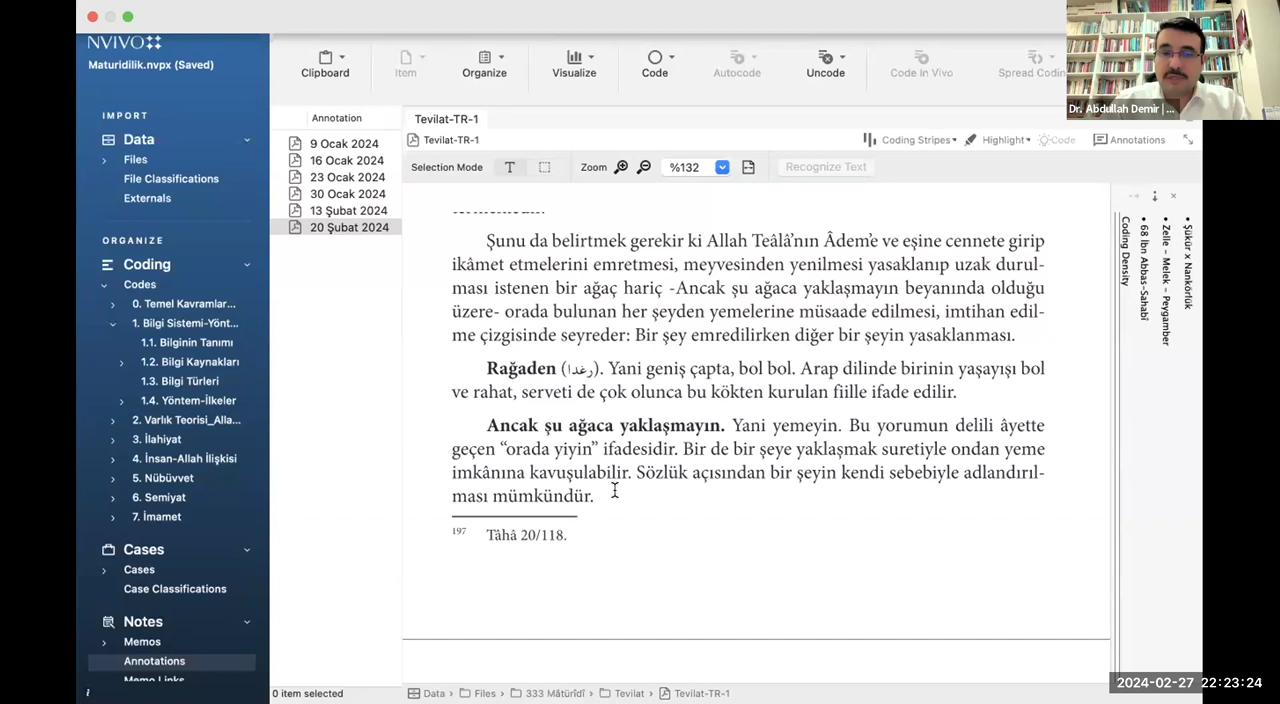 NVIVO
Maturidilik.nvpx (Saved)
IMPORT
Data
Files
File Classifications
Externals
ORGANIZE
Coding
Codes
0. Temel Kavramlar...
1. Bilgi Sistemi-Yönt...
1.1. Bilginin Tanımı
1.2. Bilgi Kaynakları
1.3. Bilgi Türleri
1.4. Yöntem-İlkeler
2. Varlık Teorisi_Alla...
3. İlahiyat
4. İnsan-Allah İlişkisi
5. Nübüvvet
6. Semiyat
7. İmamet
Cases
Cases
Case Classifications
Notes
Memos
Annotations
Memo Links
Clipboard
Item
Organize
Visualize
Code
Autocode
Uncode
Code In Vivo
Spread Codin
Dr. Abdullah Demir | ...
Annotation
9 Ocak 2024
16 Ocak 2024
23 Ocak 2024
30 Ocak 2024
13 Şubat 2024
20 Şubat 2024
Tevilat-TR-1
Tevilat-TR-1
Coding Stripes
Highlight
Code
Annotations
Selection Mode
T
Zoom
%132
Recognize Text
Şunu da belirtmek gerekir ki Allah Teâlâ'nın Âdem'e ve eşine cennete girip
ikâmet etmelerini emretmesi, meyvesinden yenilmesi yasaklanıp uzak durul-
ması istenen bir ağaç hariç -Ancak şu ağaca yaklaşmayın beyanında olduğu
üzere- orada bulunan her şeyden yemelerine müsaade edilmesi, imtihan edil-
me çizgisinde seyreder: Bir şey emredilirken diğer bir şeyin yasaklanması.
Rağaden (رغدا). Yani geniş çapta, bol bol. Arap dilinde birinin yaşayışı bol
ve rahat, serveti de çok olunca bu kökten kurulan fiille ifade edilir.
Ancak şu ağaca yaklaşmayın. Yani yemeyin. Bu yorumun delili âyette
geçen “orada yiyin” ifadesidir. Bir de bir şeye yaklaşmak suretiyle ondan yeme
imkânına kavuşulabilir. Sözlük açısından bir şeyin kendi sebebiyle adlandırıl-
ması mümkündür.
197 Tâhâ 20/118.
Şükür x Nankörlük
Zelle - Melek - Peygamber
68 İbn Abbas-Sahabî
Coding Density
0 item selected
Data
Files
333 Mâtürîdî
Tevilat
Tevilat-TR-1
2024-02-27 22:23:24